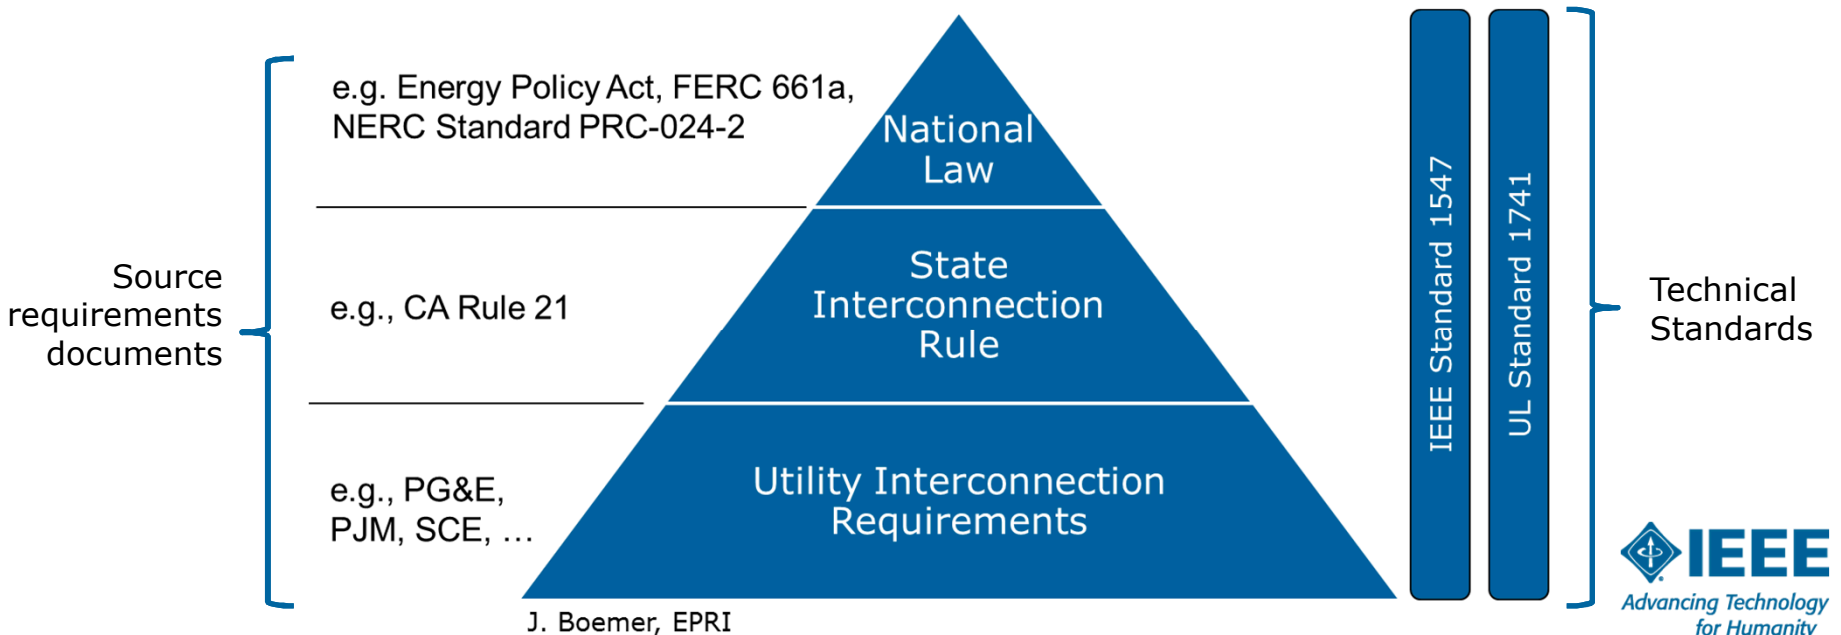 e.g. Energy Policy Act, FERC 661a,
NERC Standard PRC-024-2
National
Law
Source
requirements
documents
e.g., CA Rule 21
State
Interconnection
Rule
e.g., PG&E,
PJM, SCE, …
Utility Interconnection
Requirements
J. Boemer, EPRI
IEEE Standard 1547
UL Standard 1741
Technical
Standards
IEEE
Advancing Technology
for Humanity